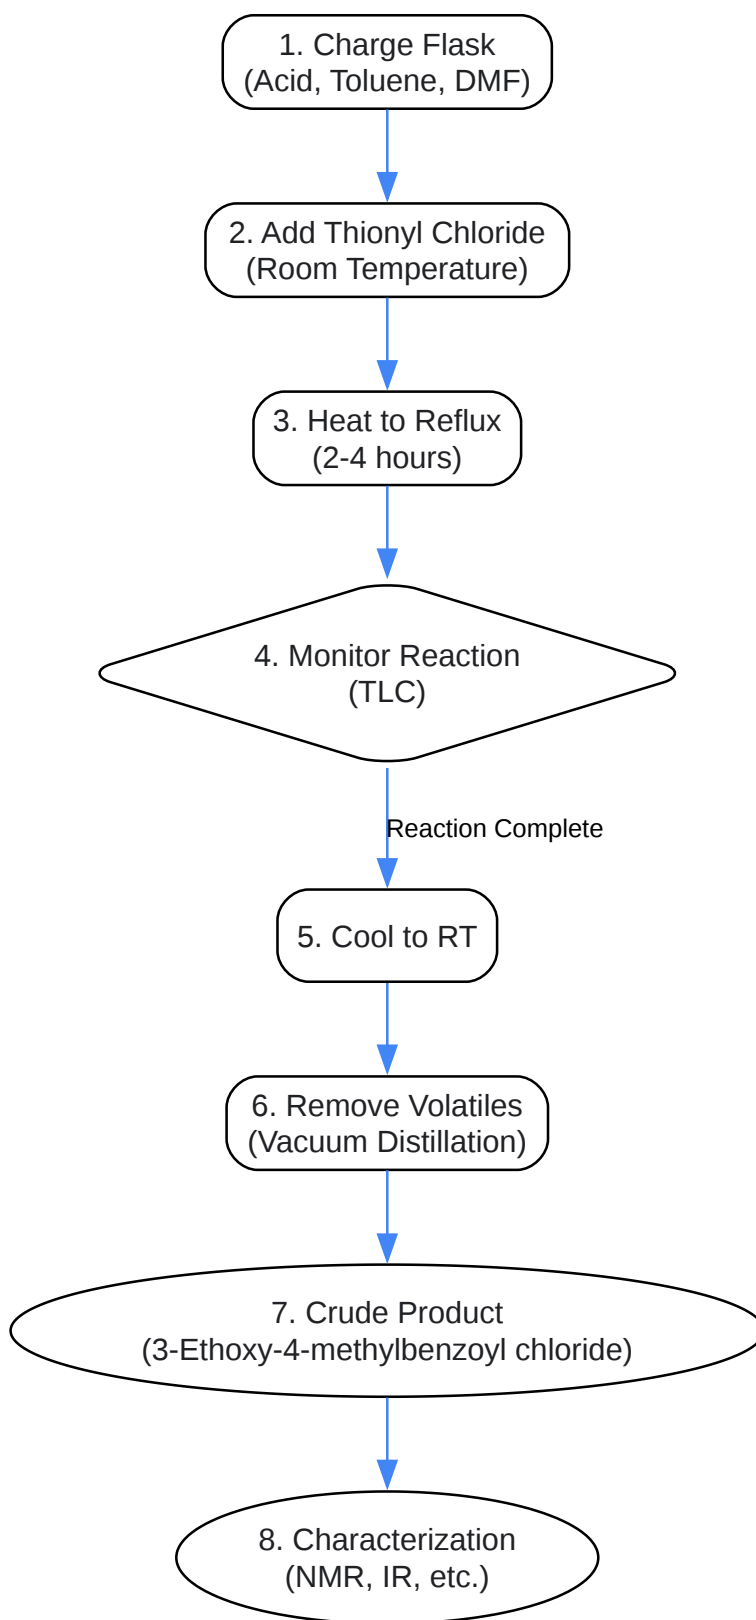 1. Charge Flask
(Acid, Toluene, DMF)
2. Add Thionyl Chloride
(Room Temperature)
3. Heat to Reflux
(2-4 hours)
4. Monitor Reaction
(TLC)
Reaction Complete
5. Cool to RT
6. Remove Volatiles
(Vacuum Distillation)
7. Crude Product
(3-Ethoxy-4-methylbenzoyl chloride)
8. Characterization
(NMR, IR, etc.)